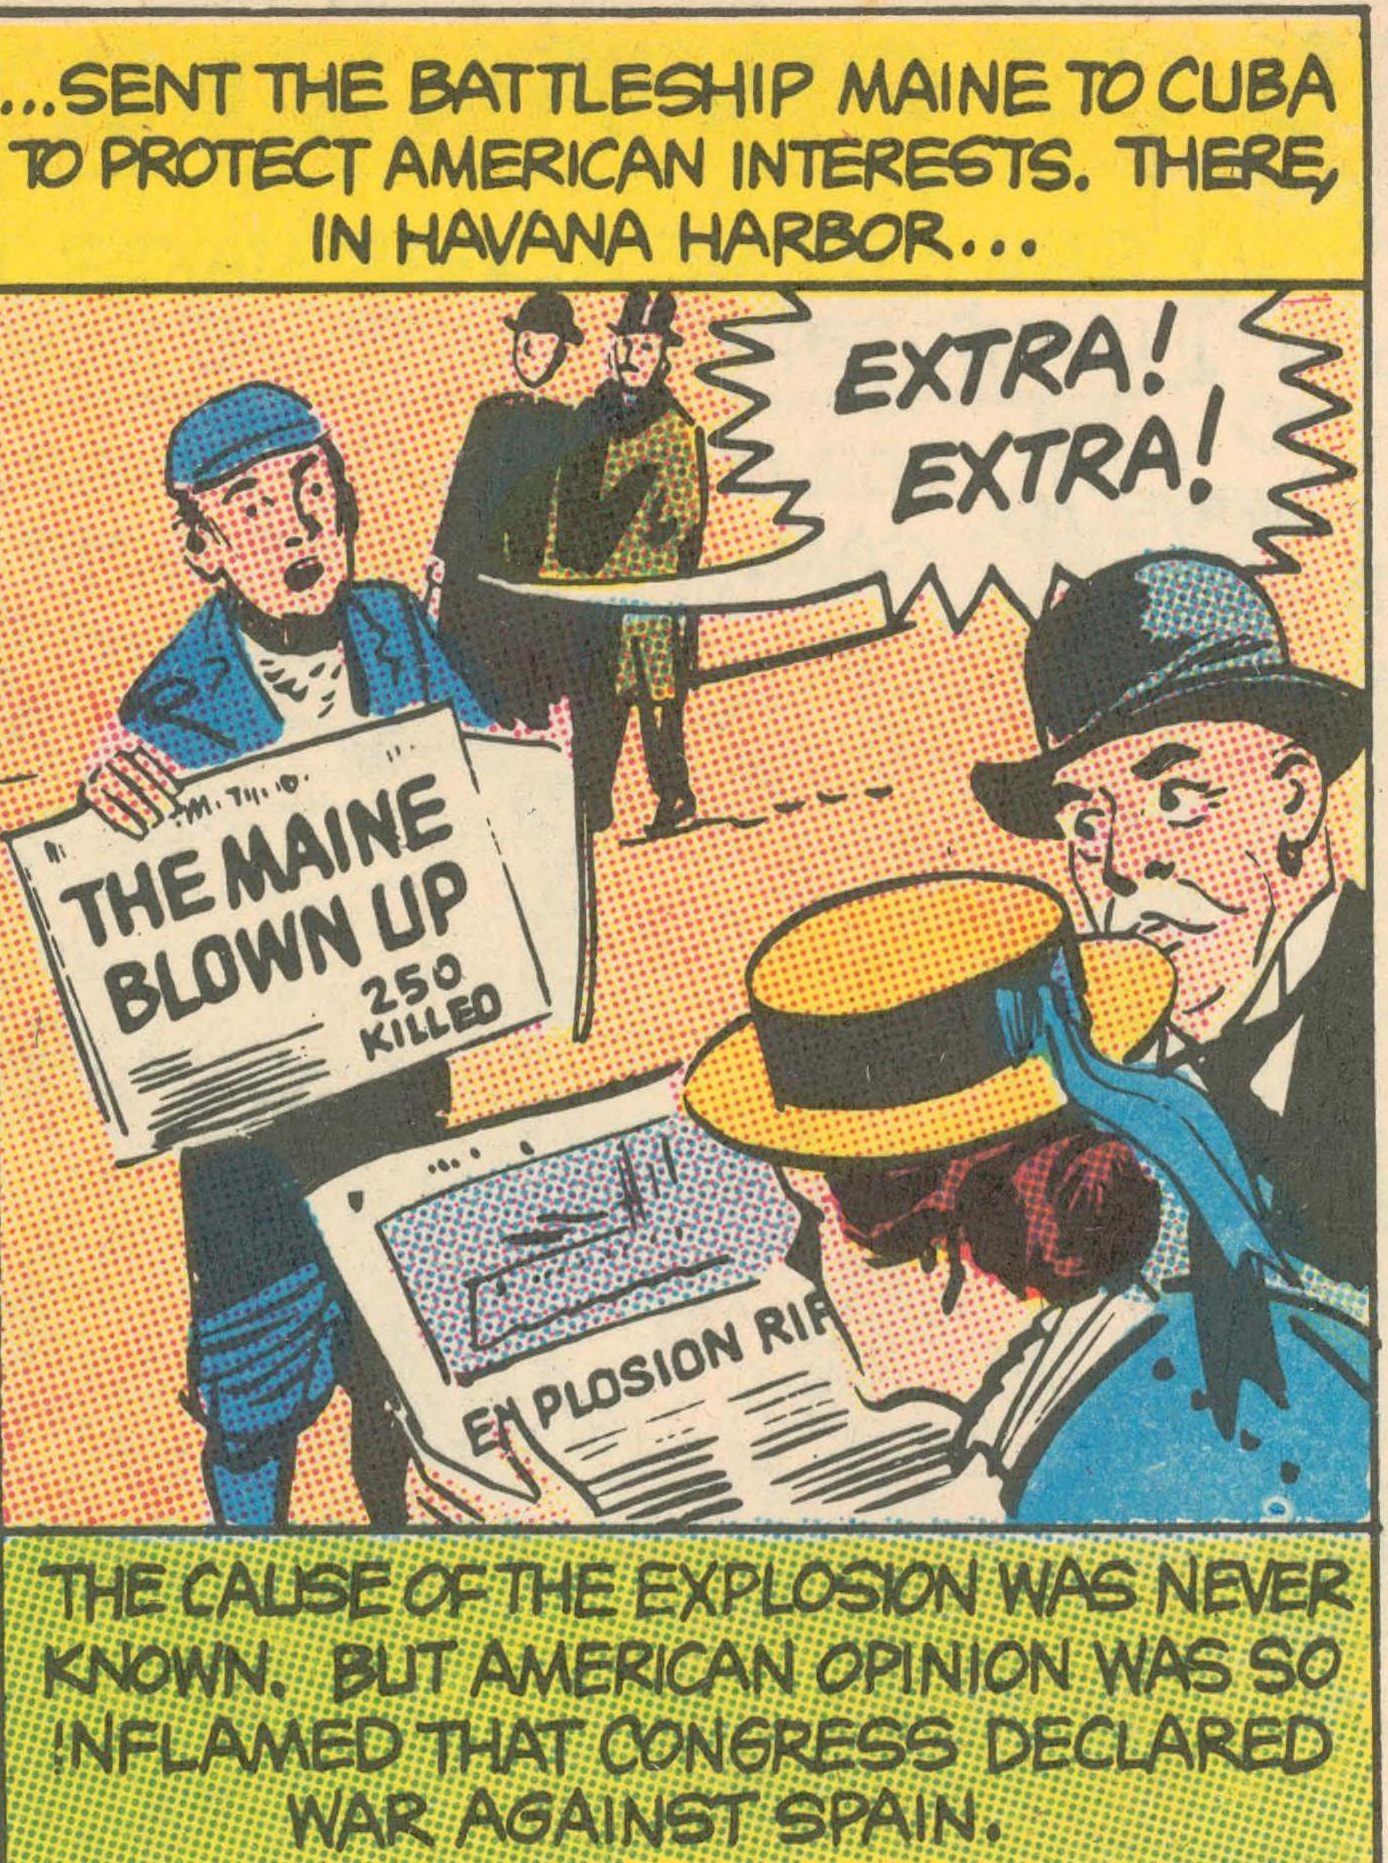 ...SENT THE BATTLESHIP MAINE TO CUBA
TO PROTECT AMERICAN INTERESTS. THERE,
IN HAVANA HARBOR...
EXTRA!
EXTRA!
THE MAINE
BLOWN UP
250
KILLED
EXPLOSION RIP
THE CAUSE OF THE EXPLOSION WAS NEVER
KNOWN. BUT AMERICAN OPINION WAS SO
INFLAMED THAT CONGRESS DECLARED
WAR AGAINST SPAIN.